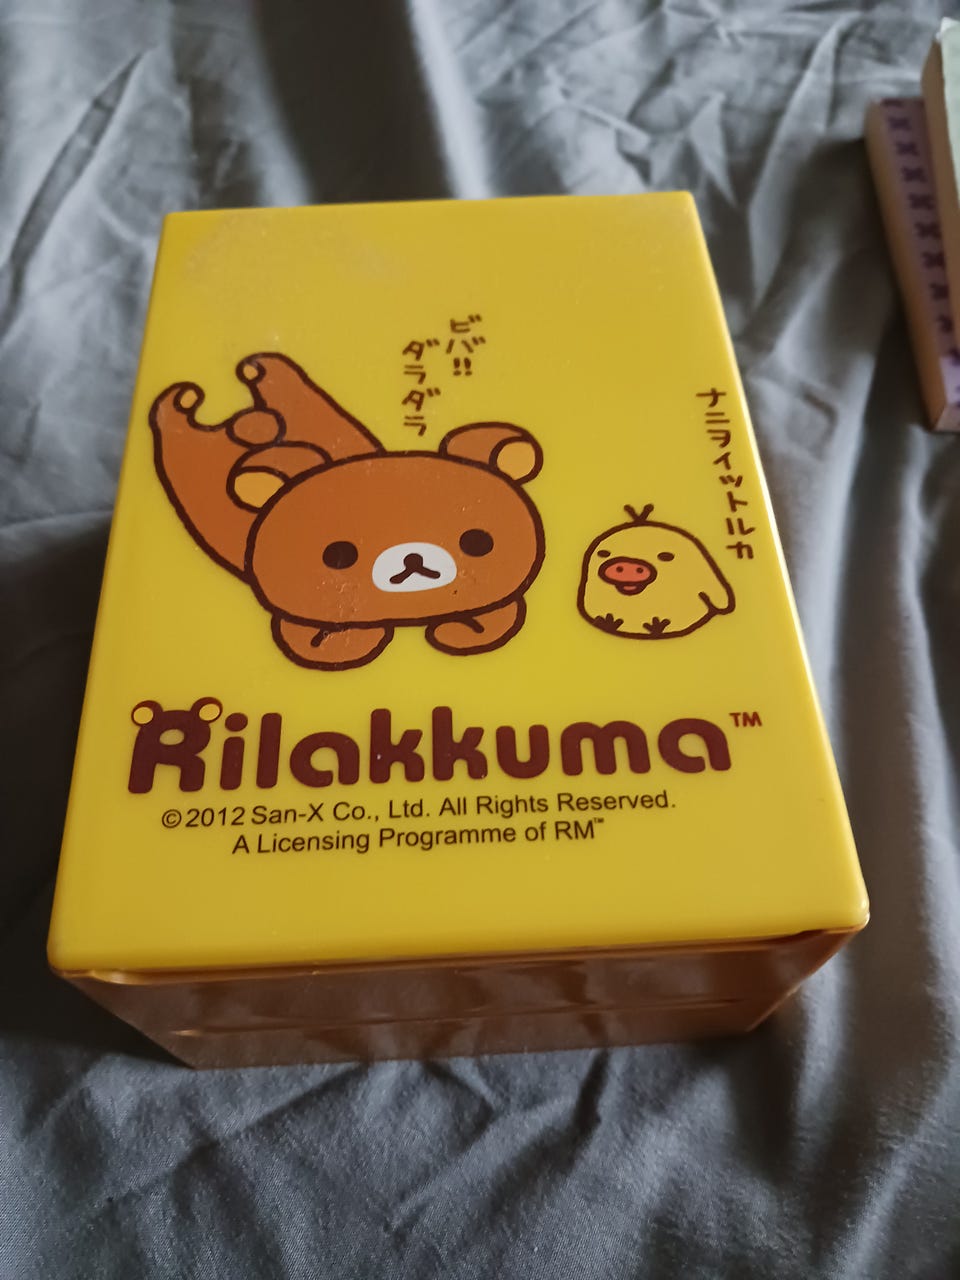 ビバ!!
ダラダラ
ナニヲイットルカ
Rilakkuma™
©2012 San-X Co., Ltd. All Rights Reserved.
A Licensing Programme of RM™